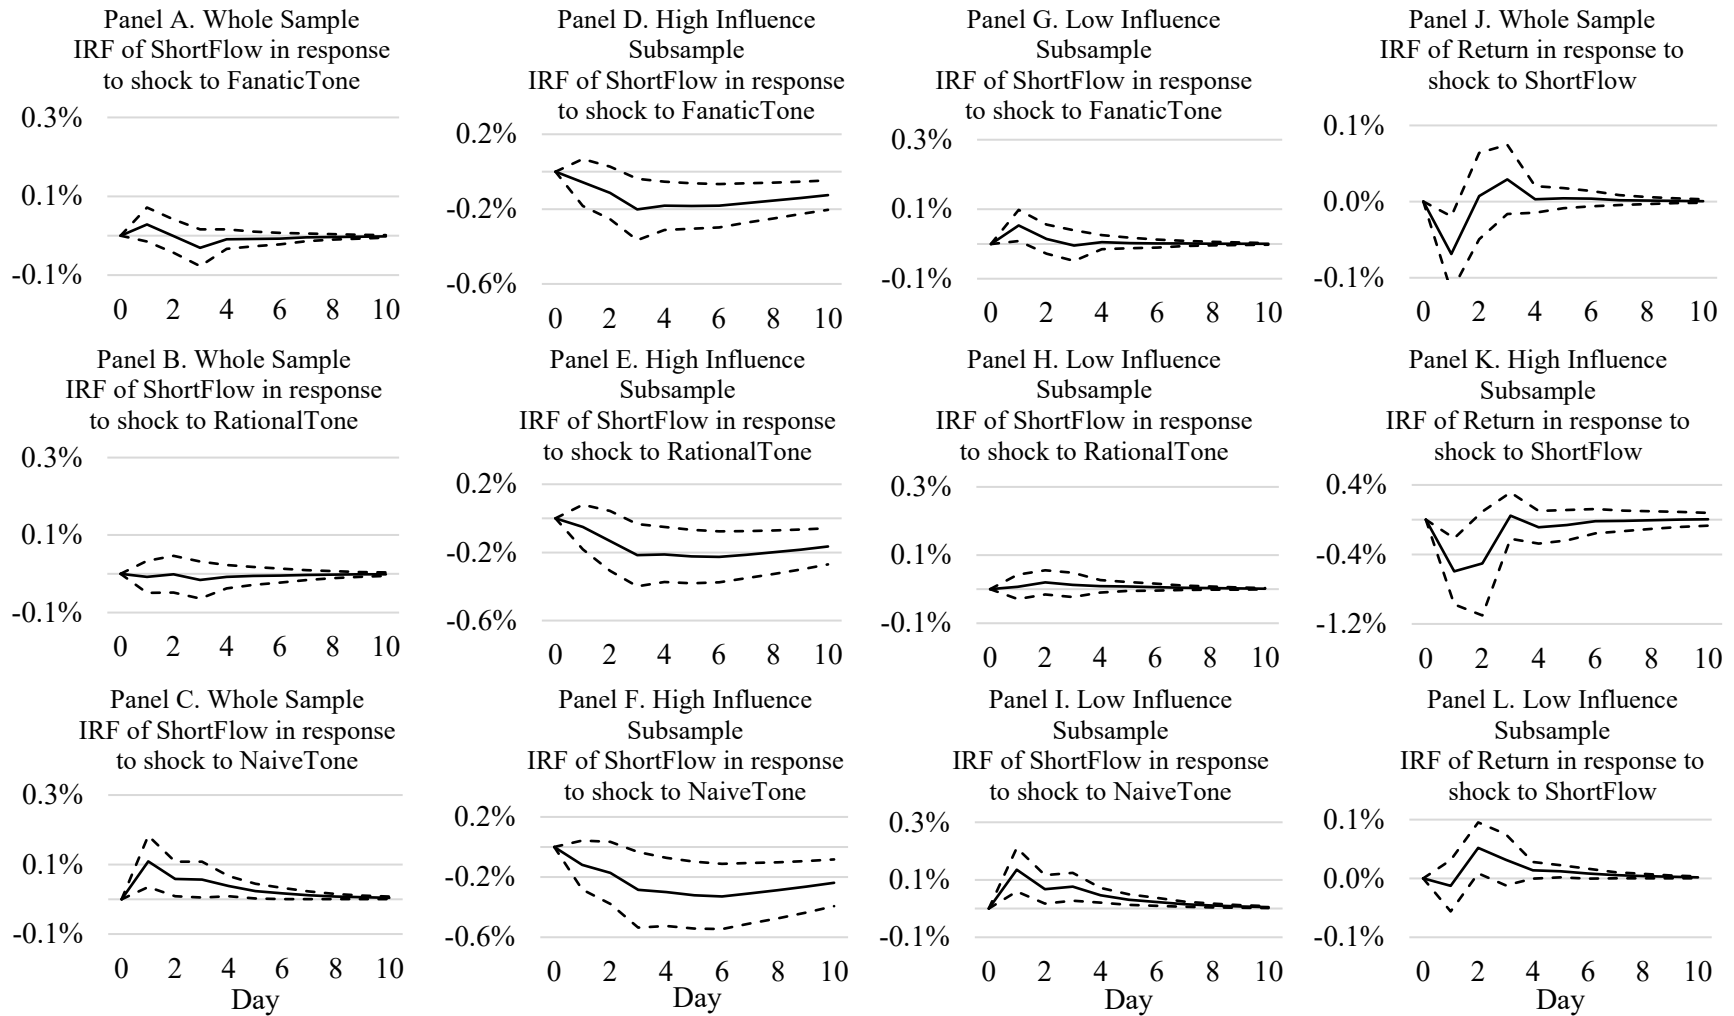 Panel A. Whole Sample
IRF of ShortFlow in response
to shock to FanaticTone
0.3%
0.1%
-0.1%
0 2 4 6 8 10
Panel D. High Influence
Subsample
IRF of ShortFlow in response
to shock to FanaticTone
0.2%
-0.2%
-0.6%
0 2 4 6 8 10
Panel G. Low Influence
Subsample
IRF of ShortFlow in response
to shock to FanaticTone
0.3%
0.1%
-0.1%
0 2 4 6 8 10
Panel J. Whole Sample
IRF of Return in response to
shock to ShortFlow
0.1%
0.0%
-0.1%
0 2 4 6 8 10
Panel B. Whole Sample
IRF of ShortFlow in response
to shock to RationalTone
0.3%
0.1%
-0.1%
0 2 4 6 8 10
Panel E. High Influence
Subsample
IRF of ShortFlow in response
to shock to RationalTone
0.2%
-0.2%
-0.6%
0 2 4 6 8 10
Panel H. Low Influence
Subsample
IRF of ShortFlow in response
to shock to RationalTone
0.3%
0.1%
-0.1%
0 2 4 6 8 10
Panel K. High Influence
Subsample
IRF of Return in response to
shock to ShortFlow
0.4%
-0.4%
-1.2%
0 2 4 6 8 10
Panel C. Whole Sample
IRF of ShortFlow in response
to shock to NaiveTone
0.3%
0.1%
-0.1%
0 2 4 6 8 10
Day
Panel F. High Influence
Subsample
IRF of ShortFlow in response
to shock to NaiveTone
0.2%
-0.2%
-0.6%
0 2 4 6 8 10
Day
Panel I. Low Influence
Subsample
IRF of ShortFlow in response
to shock to NaiveTone
0.3%
0.1%
-0.1%
0 2 4 6 8 10
Panel L. Low Influence
Subsample
IRF of Return in response to
shock to ShortFlow
0.1%
0.0%
-0.1%
0 2 4 6 8 10
Day